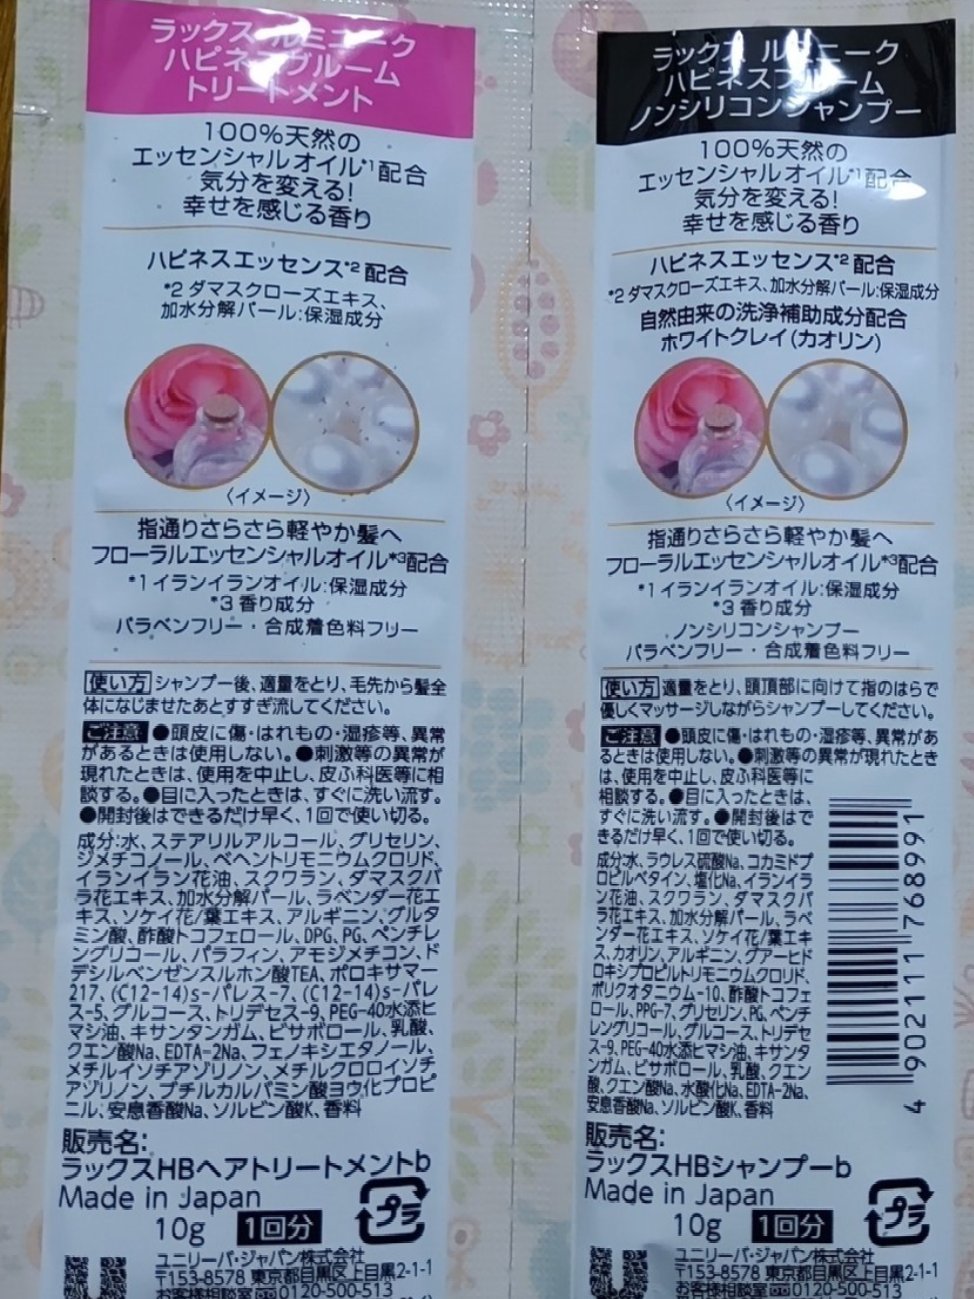 ラックス ルミニーク
ハピネスブルーム
トリートメント
100%天然の
エッセンシャルオイル*1配合
気分を変える!
幸せを感じる香り
ハピネスエッセンス*2配合
*2 ダマスクローズエキス、
加水分解パール:保湿成分
〈イメージ〉
指通りさらさら軽やか髪へ
フローラルエッセンシャルオイル*3配合
*1 イランイランオイル:保湿成分
*3 香り成分
パラベンフリー・合成着色料フリー
使い方 シャンプー後、適量をとり、毛先から髪全
体になじませたあとすすぎ流してください。
ご注意 ●頭皮に傷・はれもの・湿疹等、異常
があるときは使用しない。●刺激等の異常が
現れたときは、使用を中止し、皮ふ科医等に相
談する。●目に入ったときは、すぐに洗い流す。
●開封後はできるだけ早く、1回で使い切る。
成分:水、ステアリルアルコール、グリセリン、
ジメチコノール、ベヘントリモニウムクロリド、
イランイラン花油、スクワラン、ダマスクバ
ラ花エキス、加水分解パール、ラベンダー花エ
キス、ソケイ花/葉エキス、アルギニン、グルタ
ミン酸、酢酸トコフェロール、DPG、PG、ペンチレ
ングリコール、パラフィン、アモジメチコン、ド
デシルベンゼンスルホン酸TEA、ポロキサマー
217、(C12-14)s-パレス-7、(C12-14)s-パレ
ス-5、グルコース、トリデセス-9、PEG-40水添ヒ
マシ油、キサンタンガム、ビサボロール、乳酸、
クエン酸Na、EDTA-2Na、フェノキシエタノール、
メチルイソチアゾリノン、メチルクロロイソチ
アゾリノン、ブチルカルバミン酸ヨウ化プロピ
ニル、安息香酸Na、ソルビン酸K、香料
販売名:
ラックスHBヘアトリートメントb
Made in Japan
10g 1回分
プラ
ユニリーバ・ジャパン株式会社
〒153-8578 東京都目黒区上目黒2-1-1
お客様相談室 0120-500-513
ラックス ルミニーク
ハピネスブルーム
ノンシリコンシャンプー
100%天然の
エッセンシャルオイル*1配合
気分を変える!
幸せを感じる香り
ハピネスエッセンス*2配合
*2 ダマスクローズエキス、加水分解パール:保湿成分
自然由来の洗浄補助成分配合
ホワイトクレイ(カオリン)
〈イメージ〉
指通りさらさら軽やか髪へ
フローラルエッセンシャルオイル*3配合
*1 イランイランオイル:保湿成分
*3 香り成分
ノンシリコンシャンプー
パラベンフリー・合成着色料フリー
使い方 適量をとり、頭頂部に向けて指のはらで
優しくマッサージしながらシャンプーしてください。
ご注意 ●頭皮に傷・はれもの・湿疹等、異常があ
るときは使用しない。●刺激等の異常が現れたとき
は、使用を中止し、皮ふ科医等に
相談する。●目に入ったときは、
すぐに洗い流す。●開封後はで
きるだけ早く、1回で使い切る。
成分:水、ラウレス硫酸Na、コカミドプ
ロピルベタイン、塩化Na、イランイラ
ン花油、スクワラン、ダマスクバ
ラ花エキス、加水分解パール、ラベ
ンダー花エキス、ソケイ花/葉エキ
ス、カオリン、アルギニン、グアーヒド
ロキシプロピルトリモニウムクロリド、
ポリクオタニウム-10、酢酸トコフェ
ロール、PPG-7、グリセリン、PG、ペンチ
レングリコール、グルコース、トリデセ
ス-9、PEG-40水添ヒマシ油、キサンタ
ンガム、ビサボロール、乳酸、クエン
酸、クエン酸Na、水酸化Na、EDTA-2Na、
安息香酸Na、ソルビン酸K、香料
4 902111 768991
販売名:
ラックスHBシャンプーb
Made in Japan
10g 1回分
プラ
ユニリーバ・ジャパン株式会社
〒153-8578 東京都目黒区上目黒2-1-1
お客様相談室 0120-500-513